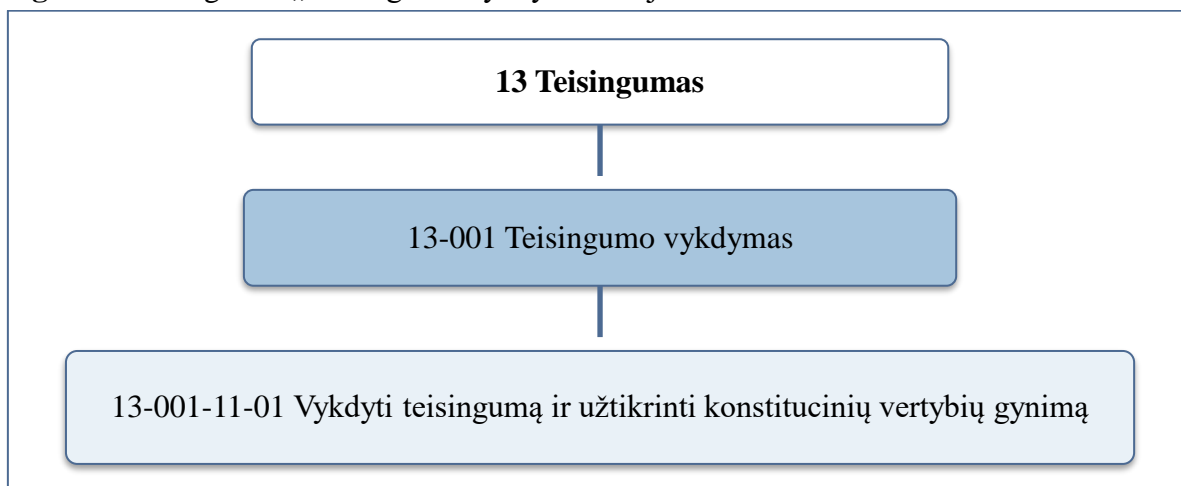 13 Teisingumas
13-001 Teisingumo vykdymas
13-001-11-01 Vykdyti teisingumą ir užtikrinti konstitucinių vertybių gynimą